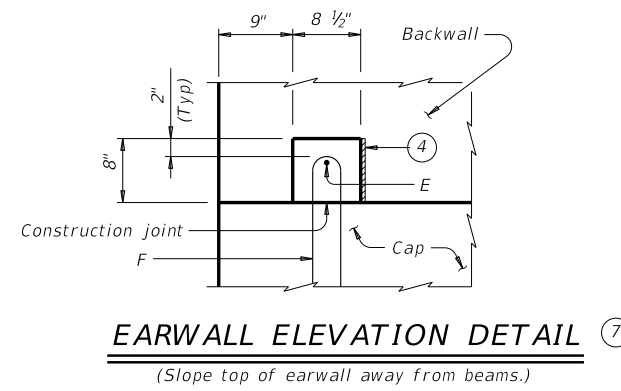 9"
8 ½"
Backwall
2"
(Typ)
8"
4
E
Construction joint
F
Cap
EARWALL ELEVATION DETAIL 7
(Slope top of earwall away from beams.)